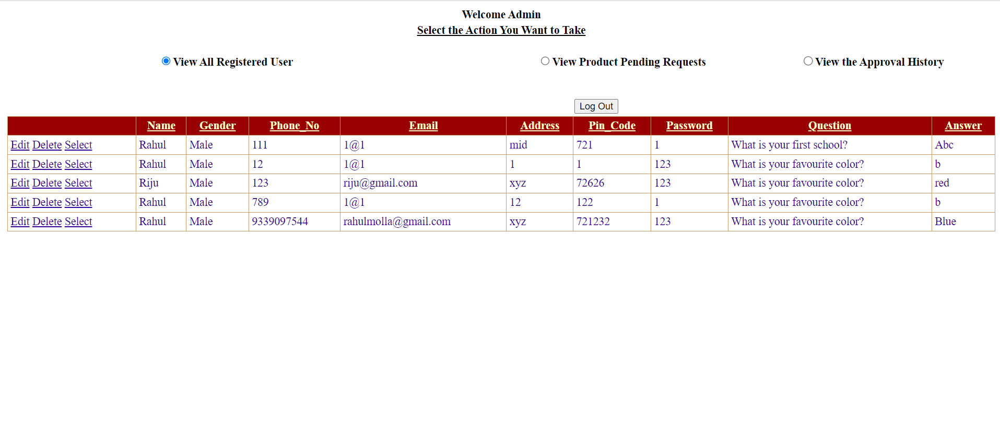 Welcome Admin
Select the Action You Want to Take
View All Registered User View Product Pending Requests View the Approval History
Log Out
Name Gender Phone_No Email Address Pin_Code Password Question Answer
Edit Delete Select Rahul Male 111 1@1 mid 721 1 What is your first school? Abc
Edit Delete Select Rahul Male 12 1@1 1 1 123 What is your favourite color? b
Edit Delete Select Riju Male 123 riju@gmail.com xyz 72626 123 What is your favourite color? red
Edit Delete Select Rahul Male 789 1@1 12 122 1 What is your favourite color? b
Edit Delete Select Rahul Male 9339097544 rahulmolla@gmail.com xyz 721232 123 What is your favourite color? Blue